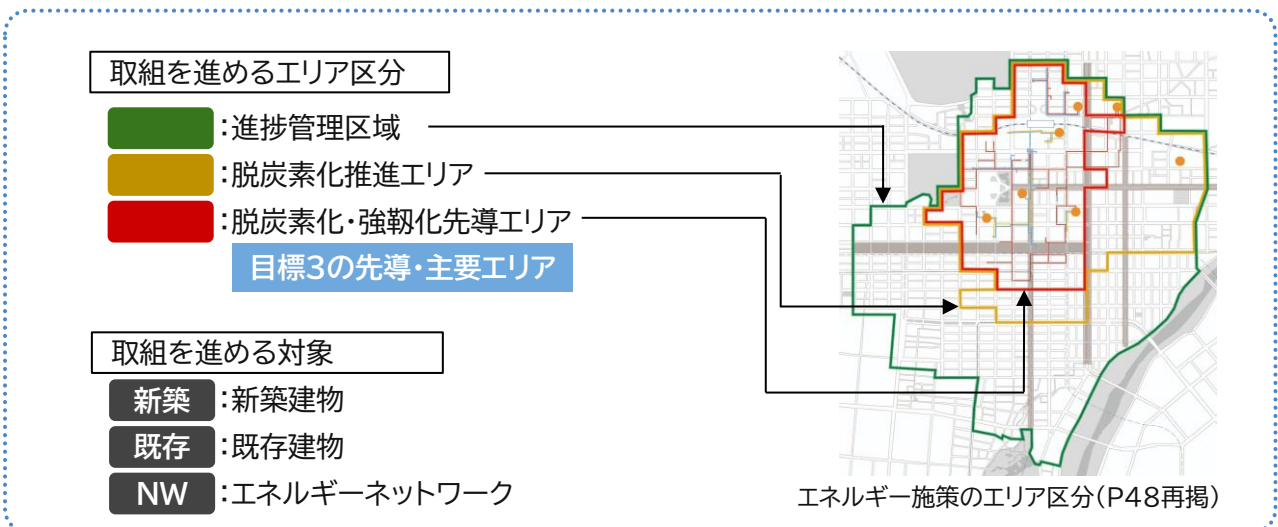 取組を進めるエリア区分
:進捗管理区域
:脱炭素化推進エリア
:脱炭素化・強靱化先導エリア
目標3の先導・主要エリア
取組を進める対象
新築:新築建物
既存:既存建物
NW:エネルギーネットワーク
エネルギー施策のエリア区分(P48再掲)